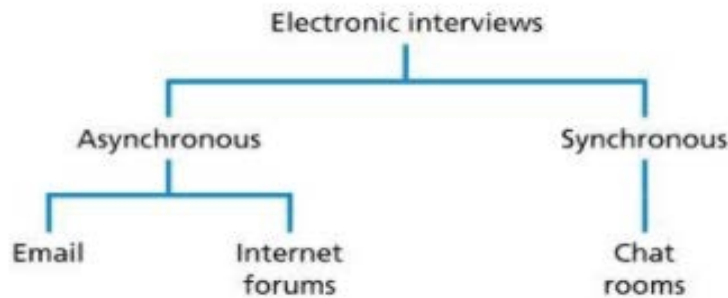 Electronic interviews
Asynchronous
Synchronous
Email
Internet
forums
Chat
rooms